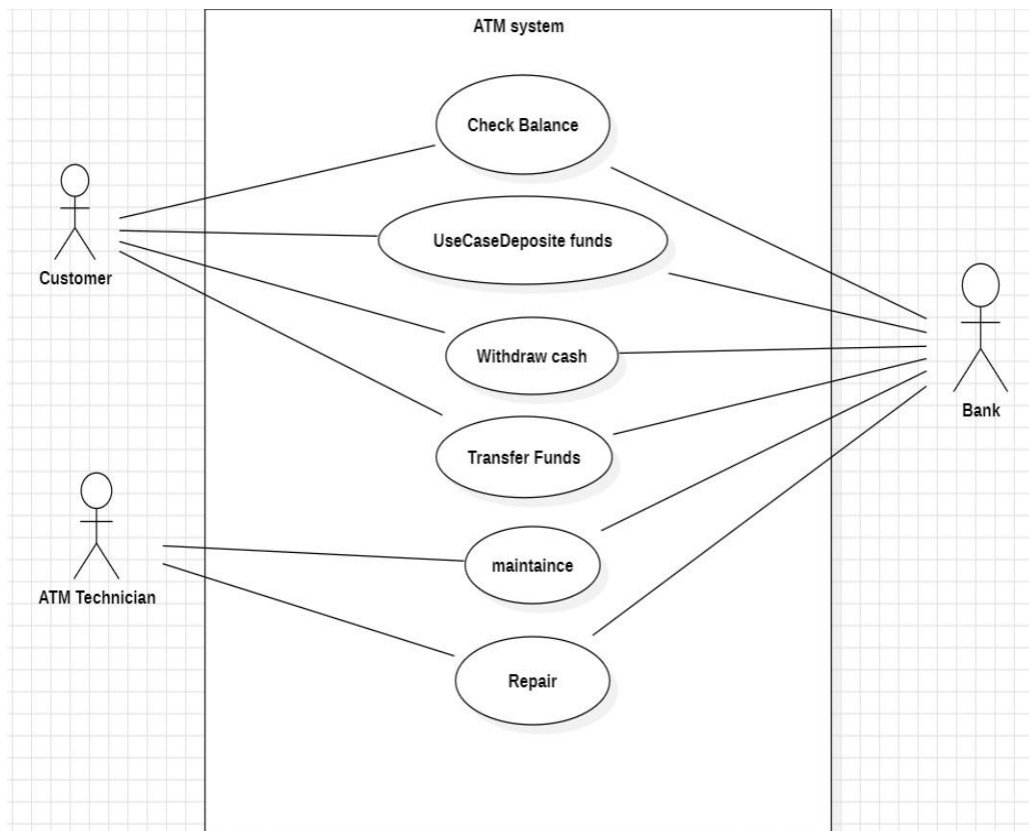 ATM system
Check Balance
UseCaseDeposite funds
Customer
Withdraw cash
Bank
Transfer Funds
maintaince
ATM Technician
Repair